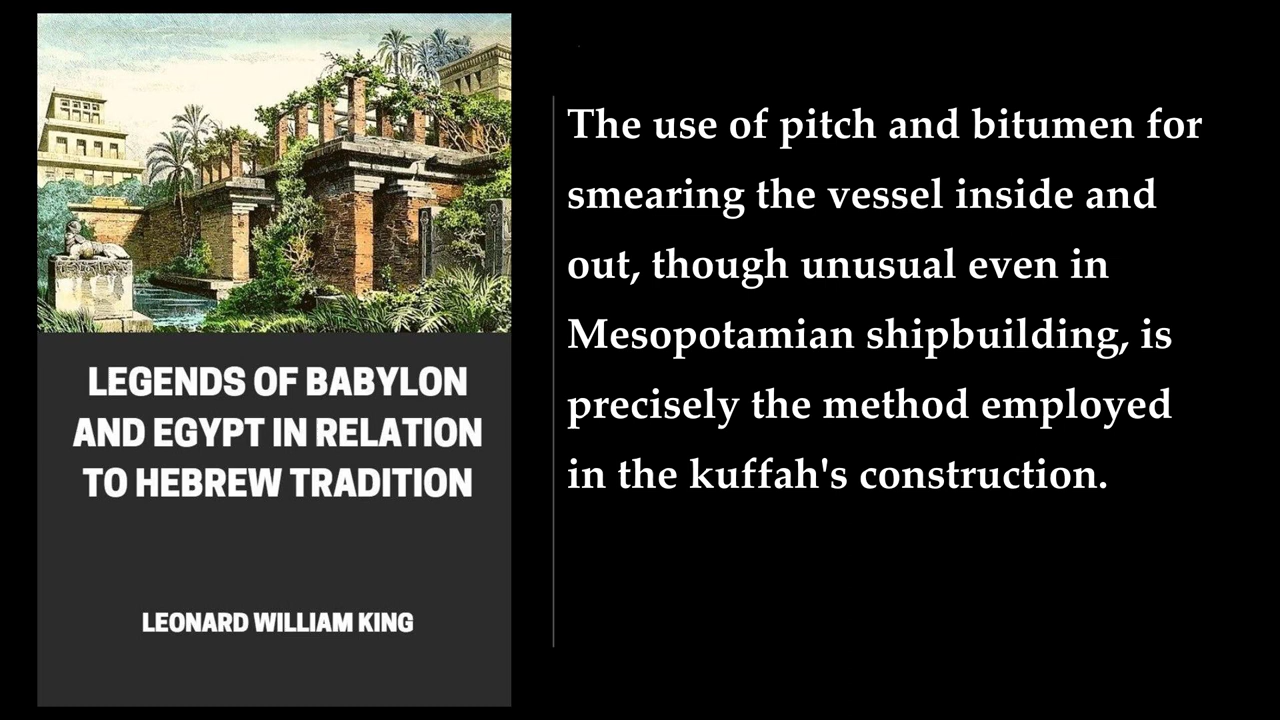 LEGENDS OF BABYLON
AND EGYPT IN RELATION
TO HEBREW TRADITION
LEONARD WILLIAM KING
The use of pitch and bitumen for
smearing the vessel inside and
out, though unusual even in
Mesopotamian shipbuilding, is
precisely the method employed
in the kuffah's construction.